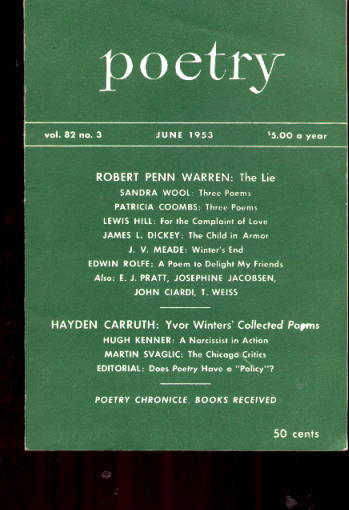 poetry
vol. 82 no. 3 JUNE 1953 $5.00 a year
ROBERT PENN WARREN: The Lie
SANDRA WOOL: Three Poems
PATRICIA COOMBS: Three Poems
LEWIS HILL: For the Complaint of Love
JAMES L. DICKEY: The Child in Armor
J. V. MEADE: Winter's End
EDWIN ROLFE: A Poem to Delight My Friends
Also: E. J. PRATT, JOSEPHINE JACOBSEN,
JOHN CIARDI, T. WEISS
HAYDEN CARRUTH: Yvor Winters' Collected Poems
HUGH KENNER: A Narcissist in Action
MARTIN SVAGLIC: The Chicago Critics
EDITORIAL: Does Poetry Have a "Policy"?
POETRY CHRONICLE, BOOKS RECEIVED
50 cents